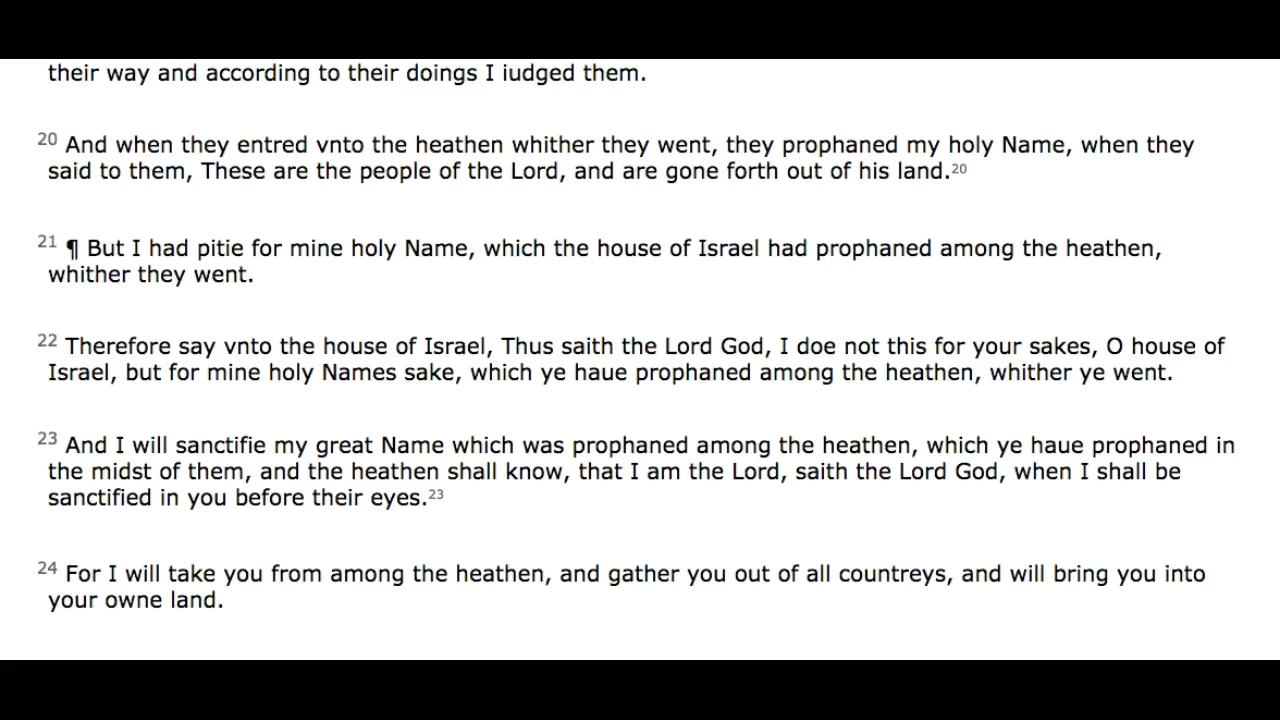 their way and according to their doings I iudged them.
20 And when they entred vnto the heathen whither they went, they prophaned my holy Name, when they
said to them, These are the people of the Lord, and are gone forth out of his land.20
21 ¶ But I had pitie for mine holy Name, which the house of Israel had prophaned among the heathen,
whither they went.
22 Therefore say vnto the house of Israel, Thus saith the Lord God, I doe not this for your sakes, O house of
Israel, but for mine holy Names sake, which ye haue prophaned among the heathen, whither ye went.
23 And I will sanctifie my great Name which was prophaned among the heathen, which ye haue prophaned in
the midst of them, and the heathen shall know, that I am the Lord, saith the Lord God, when I shall be
sanctified in you before their eyes.23
24 For I will take you from among the heathen, and gather you out of all countreys, and will bring you into
your owne land.